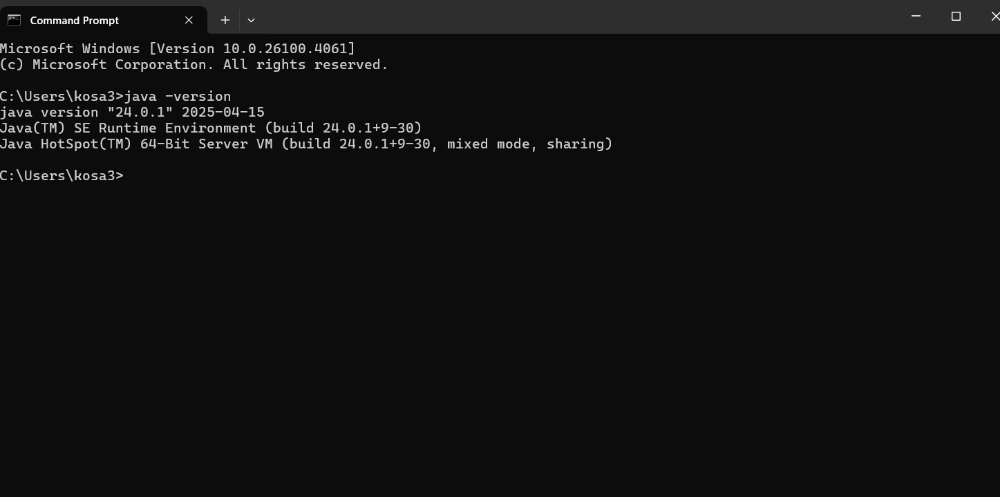 Command Prompt
Microsoft Windows [Version 10.0.26100.4061]
(c) Microsoft Corporation. All rights reserved.
C:\Users\kosa3>java -version
java version "24.0.1" 2025-04-15
Java(TM) SE Runtime Environment (build 24.0.1+9-30)
Java HotSpot(TM) 64-Bit Server VM (build 24.0.1+9-30, mixed mode, sharing)
C:\Users\kosa3>